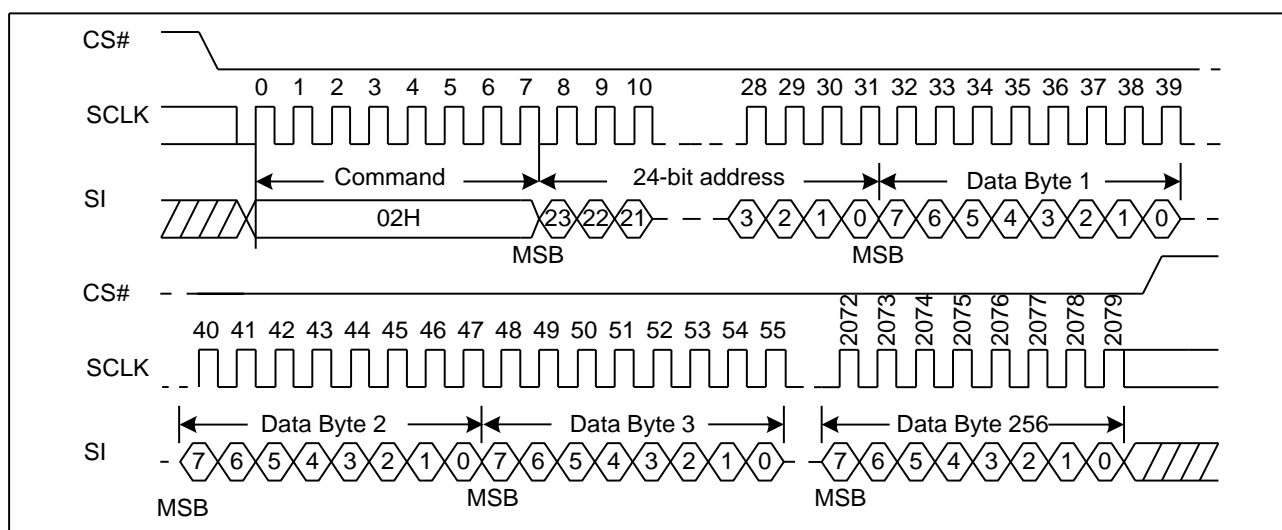 CS#
0 1 2 3 4 5 6 7 8 9 10 28 29 30 31 32 33 34 35 36 37 38 39
SCLK
Command 24-bit address Data Byte 1
SI
02H 23 22 21 3 2 1 0 7 6 5 4 3 2 1 0
MSB MSB
CS#
2072 2073 2074 2075 2076 2077 2078 2079
40 41 42 43 44 45 46 47 48 49 50 51 52 53 54 55
SCLK
Data Byte 2 Data Byte 3 Data Byte 256
SI
7 6 5 4 3 2 1 0 7 6 5 4 3 2 1 0 7 6 5 4 3 2 1 0
MSB MSB MSB